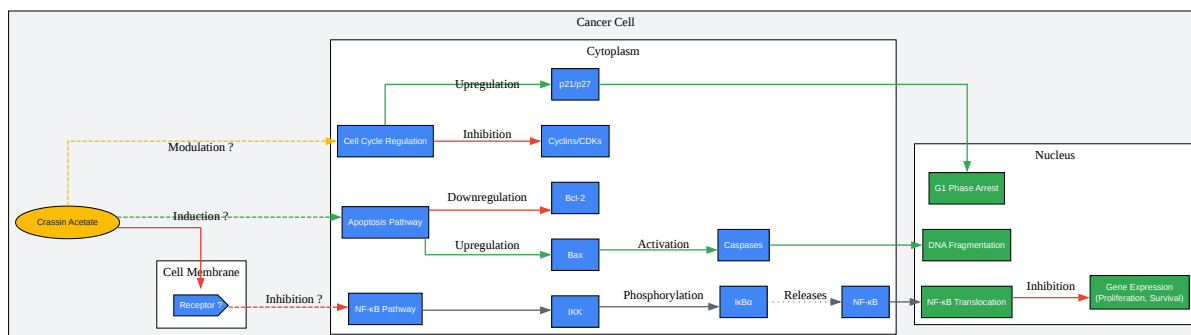 Cancer Cell
Cytoplasm
Upregulation
p21/p27
Modulation ?
Cell Cycle Regulation
Inhibition
Cyclins/CDKs
Nucleus
G1 Phase Arrest
Crassin Acetate
Induction ?
Apoptosis Pathway
Downregulation
Bcl-2
Upregulation
Bax
Activation
Caspases
DNA Fragmentation
Cell Membrane
Receptor ?
Inhibition ?
NF-κB Pathway
IKK
Phosphorylation
IκBα
Releases
NF-κB
NF-κB Translocation
Inhibition
Gene Expression
(Proliferation, Survival)